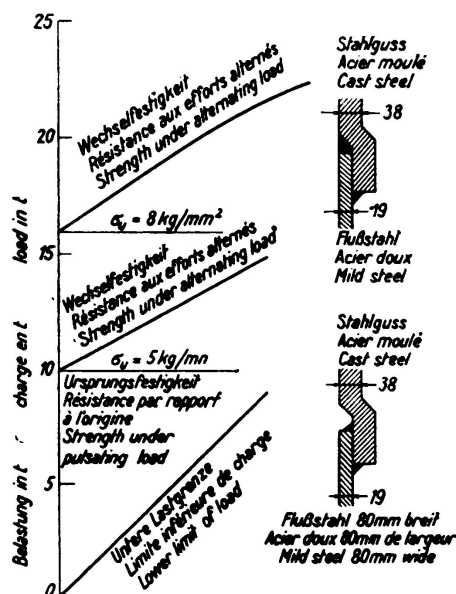 25
20
15
10
5
0
Belastung in t
charge en t
load in t
Wechselfestigkeit
Résistance aux efforts alternés
Strength under alternating load
σᵥ = 8 kg/mm²
Wechselfestigkeit
Résistance aux efforts alternés
Strength under alternating load
σᵥ = 5 kg/mn
Ursprungsfestigkeit
Résistance par rapport
à l'origine
Strength under
pulsating load
Untere Lastgrenze
Limite inférieure de charge
Lower limit of load
Stahlguss
Acier moulé
Cast steel
38
19
Flußstahl
Acier doux
Mild steel
Stahlguss
Acier moulé
Cast steel
38
19
Flußstahl 80mm breit
Acier doux 80mm de largeur
Mild steel 80mm wide